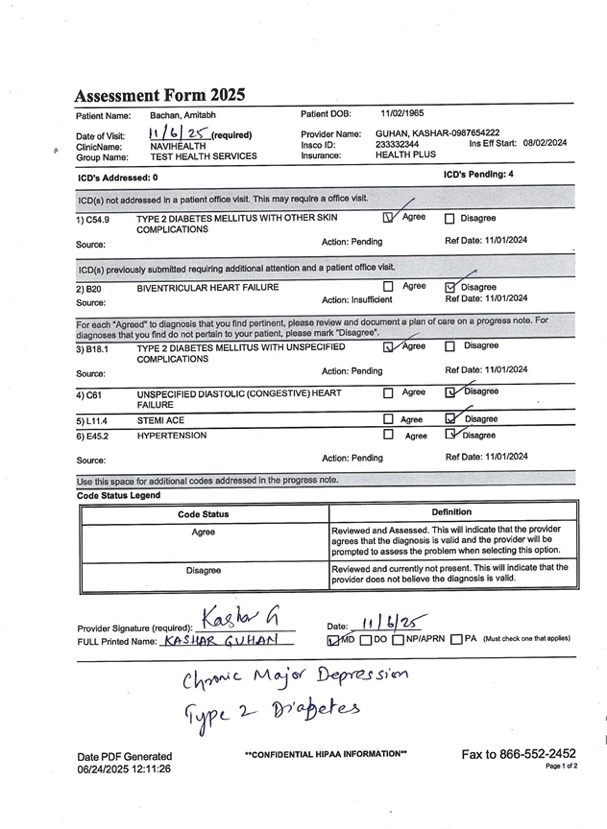 Assessment Form 2025
Patient Name: Bachan, Amitabh Patient DOB: 11/02/1965
Date of Visit: 11/6/25 (required) Provider Name: GUHAN, KASHAR-0987654222
ClinicName: NAVIHEALTH Insco ID: 233332344 Ins Eff Start: 08/02/2024
Group Name: TEST HEALTH SERVICES Insurance: HEALTH PLUS
ICD's Addressed: 0 ICD's Pending: 4
ICD(s) not addressed in a patient office visit. This may require a office visit.
1) C54.9 TYPE 2 DIABETES MELLITUS WITH OTHER SKIN Agree Disagree
COMPLICATIONS
Source: Action: Pending Ref Date: 11/01/2024
ICD(s) previously submitted requiring additional attention and a patient office visit.
2) B20 BIVENTRICULAR HEART FAILURE Agree Disagree
Source: Action: Insufficient Ref Date: 11/01/2024
For each "Agreed" to diagnosis that you find pertinent, please review and document a plan of care on a progress note. For
diagnoses that you find do not pertain to your patient, please mark "Disagree".
3) B18.1 TYPE 2 DIABETES MELLITUS WITH UNSPECIFIED Agree Disagree
COMPLICATIONS
Source: Action: Pending Ref Date: 11/01/2024
4) C61 UNSPECIFIED DIASTOLIC (CONGESTIVE) HEART Agree Disagree
FAILURE
5) L11.4 STEMI ACE Agree Disagree
6) E45.2 HYPERTENSION Agree Disagree
Source: Action: Pending Ref Date: 11/01/2024
Use this space for additional codes addressed in the progress note.
Code Status Legend
Code Status Definition
Agree Reviewed and Assessed. This will indicate that the provider
agrees that the diagnosis is valid and the provider will be
prompted to assess the problem when selecting this option.
Disagree Reviewed and currently not present. This will indicate that the
provider does not believe the diagnosis is valid.
Provider Signature (required): Kashar G Date: 11/6/25
FULL Printed Name: KASHAR GUHAN MD DO NP/APRN PA (Must check one that applies)
Chronic Major Depression
Type 2 Diabetes
Date PDF Generated **CONFIDENTIAL HIPAA INFORMATION** Fax to 866-552-2452
06/24/2025 12:11:26 Page 1 of 2